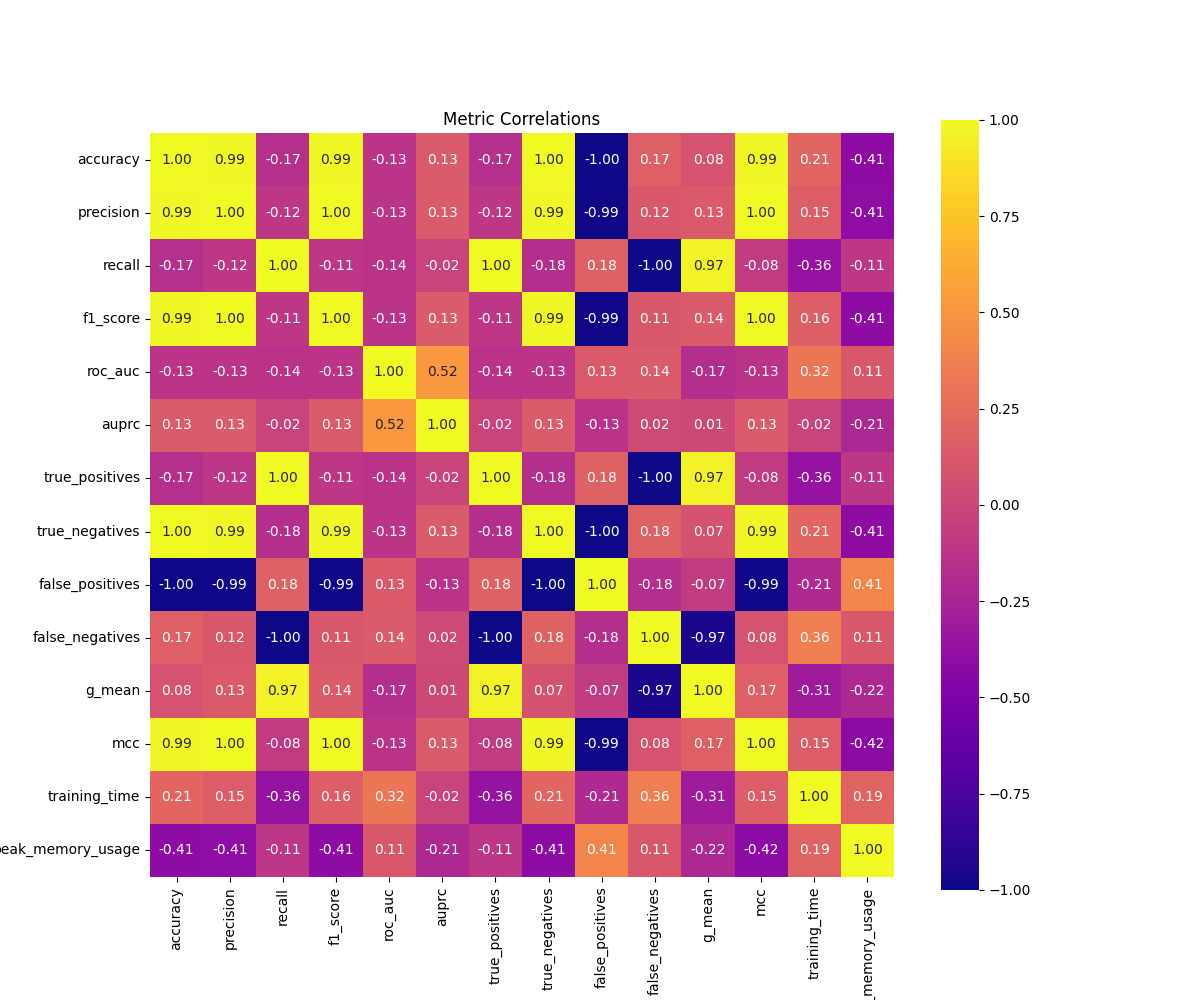 Metric Correlations
accuracy 1.00 0.99 -0.17 0.99 -0.13 0.13 -0.17 1.00 -1.00 0.17 0.08 0.99 0.21 -0.41
precision 0.99 1.00 -0.12 1.00 -0.13 0.13 -0.12 0.99 -0.99 0.12 0.13 1.00 0.15 -0.41
recall -0.17 -0.12 1.00 -0.11 -0.14 -0.02 1.00 -0.18 0.18 -1.00 0.97 -0.08 -0.36 -0.11
f1_score 0.99 1.00 -0.11 1.00 -0.13 0.13 -0.11 0.99 -0.99 0.11 0.14 1.00 0.16 -0.41
roc_auc -0.13 -0.13 -0.14 -0.13 1.00 0.52 -0.14 -0.13 0.13 0.14 -0.17 -0.13 0.32 0.11
auprc 0.13 0.13 -0.02 0.13 0.52 1.00 -0.02 0.13 -0.13 0.02 0.01 0.13 -0.02 -0.21
true_positives -0.17 -0.12 1.00 -0.11 -0.14 -0.02 1.00 -0.18 0.18 -1.00 0.97 -0.08 -0.36 -0.11
true_negatives 1.00 0.99 -0.18 0.99 -0.13 0.13 -0.18 1.00 -1.00 0.18 0.07 0.99 0.21 -0.41
false_positives -1.00 -0.99 0.18 -0.99 0.13 -0.13 0.18 -1.00 1.00 -0.18 -0.07 -0.99 -0.21 0.41
false_negatives 0.17 0.12 -1.00 0.11 0.14 0.02 -1.00 0.18 -0.18 1.00 -0.97 0.08 0.36 0.11
g_mean 0.08 0.13 0.97 0.14 -0.17 0.01 0.97 0.07 -0.07 -0.97 1.00 0.17 -0.31 -0.22
mcc 0.99 1.00 -0.08 1.00 -0.13 0.13 -0.08 0.99 -0.99 0.08 0.17 1.00 0.15 -0.42
training_time 0.21 0.15 -0.36 0.16 0.32 -0.02 -0.36 0.21 -0.21 0.36 -0.31 0.15 1.00 0.19
eak_memory_usage -0.41 -0.41 -0.11 -0.41 0.11 -0.21 -0.11 -0.41 0.41 0.11 -0.22 -0.42 0.19 1.00
accuracy
precision
recall
f1_score
roc_auc
auprc
true_positives
true_negatives
false_positives
false_negatives
g_mean
mcc
training_time
_memory_usage
1.00
0.75
0.50
0.25
0.00
−0.25
−0.50
−0.75
−1.00